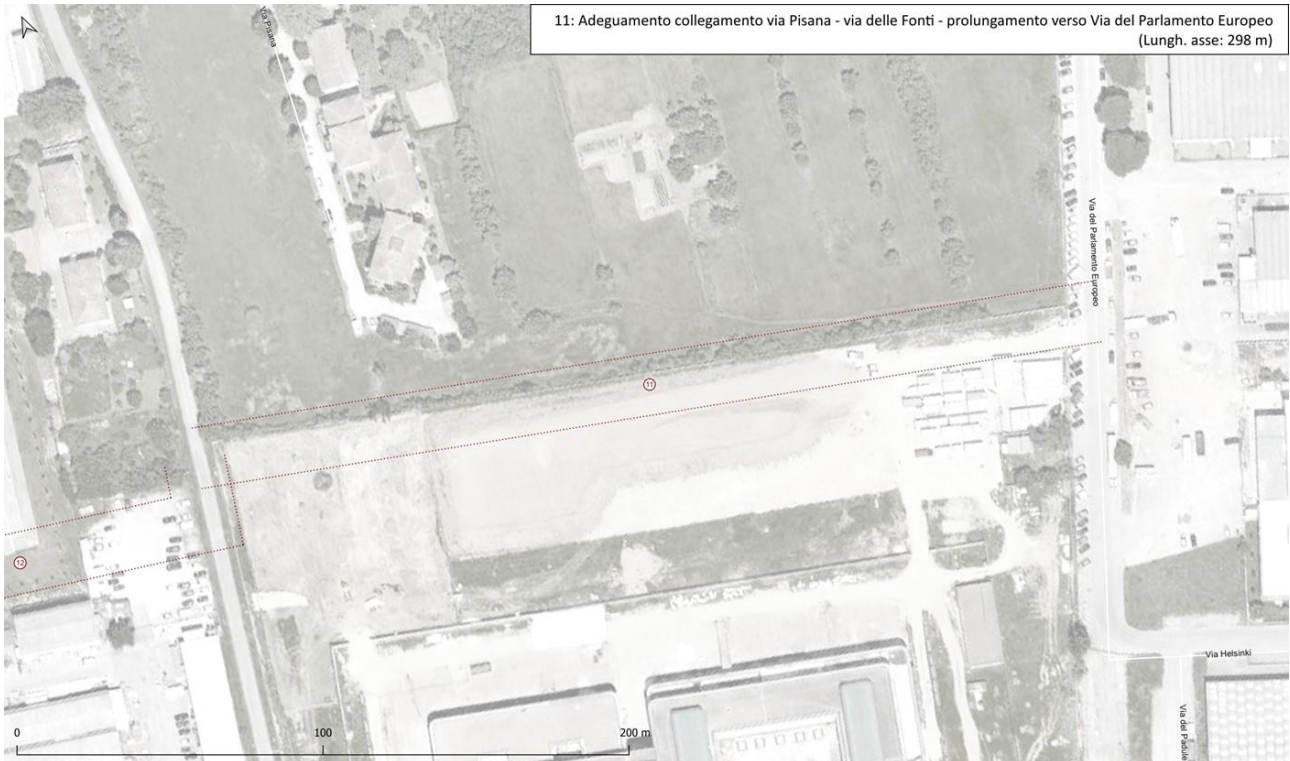 11: Adeguamento collegamento via Pisana - via delle Fonti - prolungamento verso Via del Parlamento Europeo
(Lungh. asse: 298 m)
Via Pisana
Via del Parlamento Europeo
11
12
Via Helsinki
Via del Padule
0 100 200 m